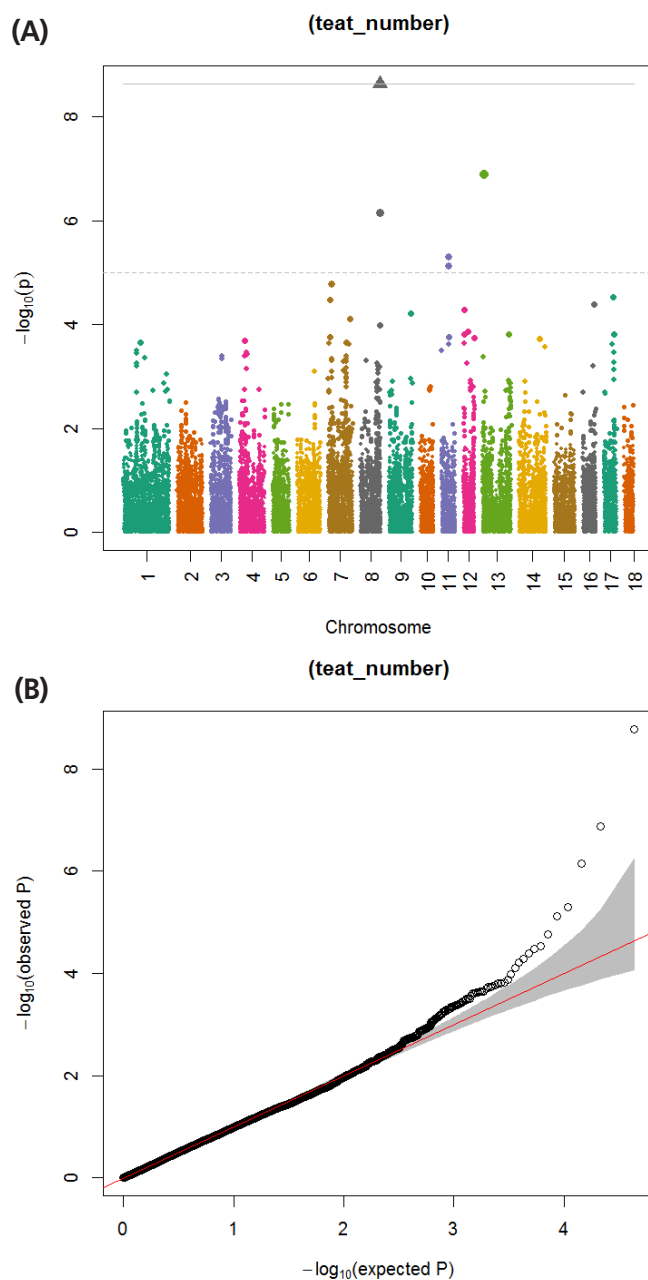 (A)
(teat_number)
−log₁₀(p)
8
6
4
2
0
1 2 3 4 5 6 7 8 9 10 11 12 13 14 15 16 17 18
Chromosome
(B)
(teat_number)
−log₁₀(observed P)
8
6
4
2
0
0 1 2 3 4
−log₁₀(expected P)